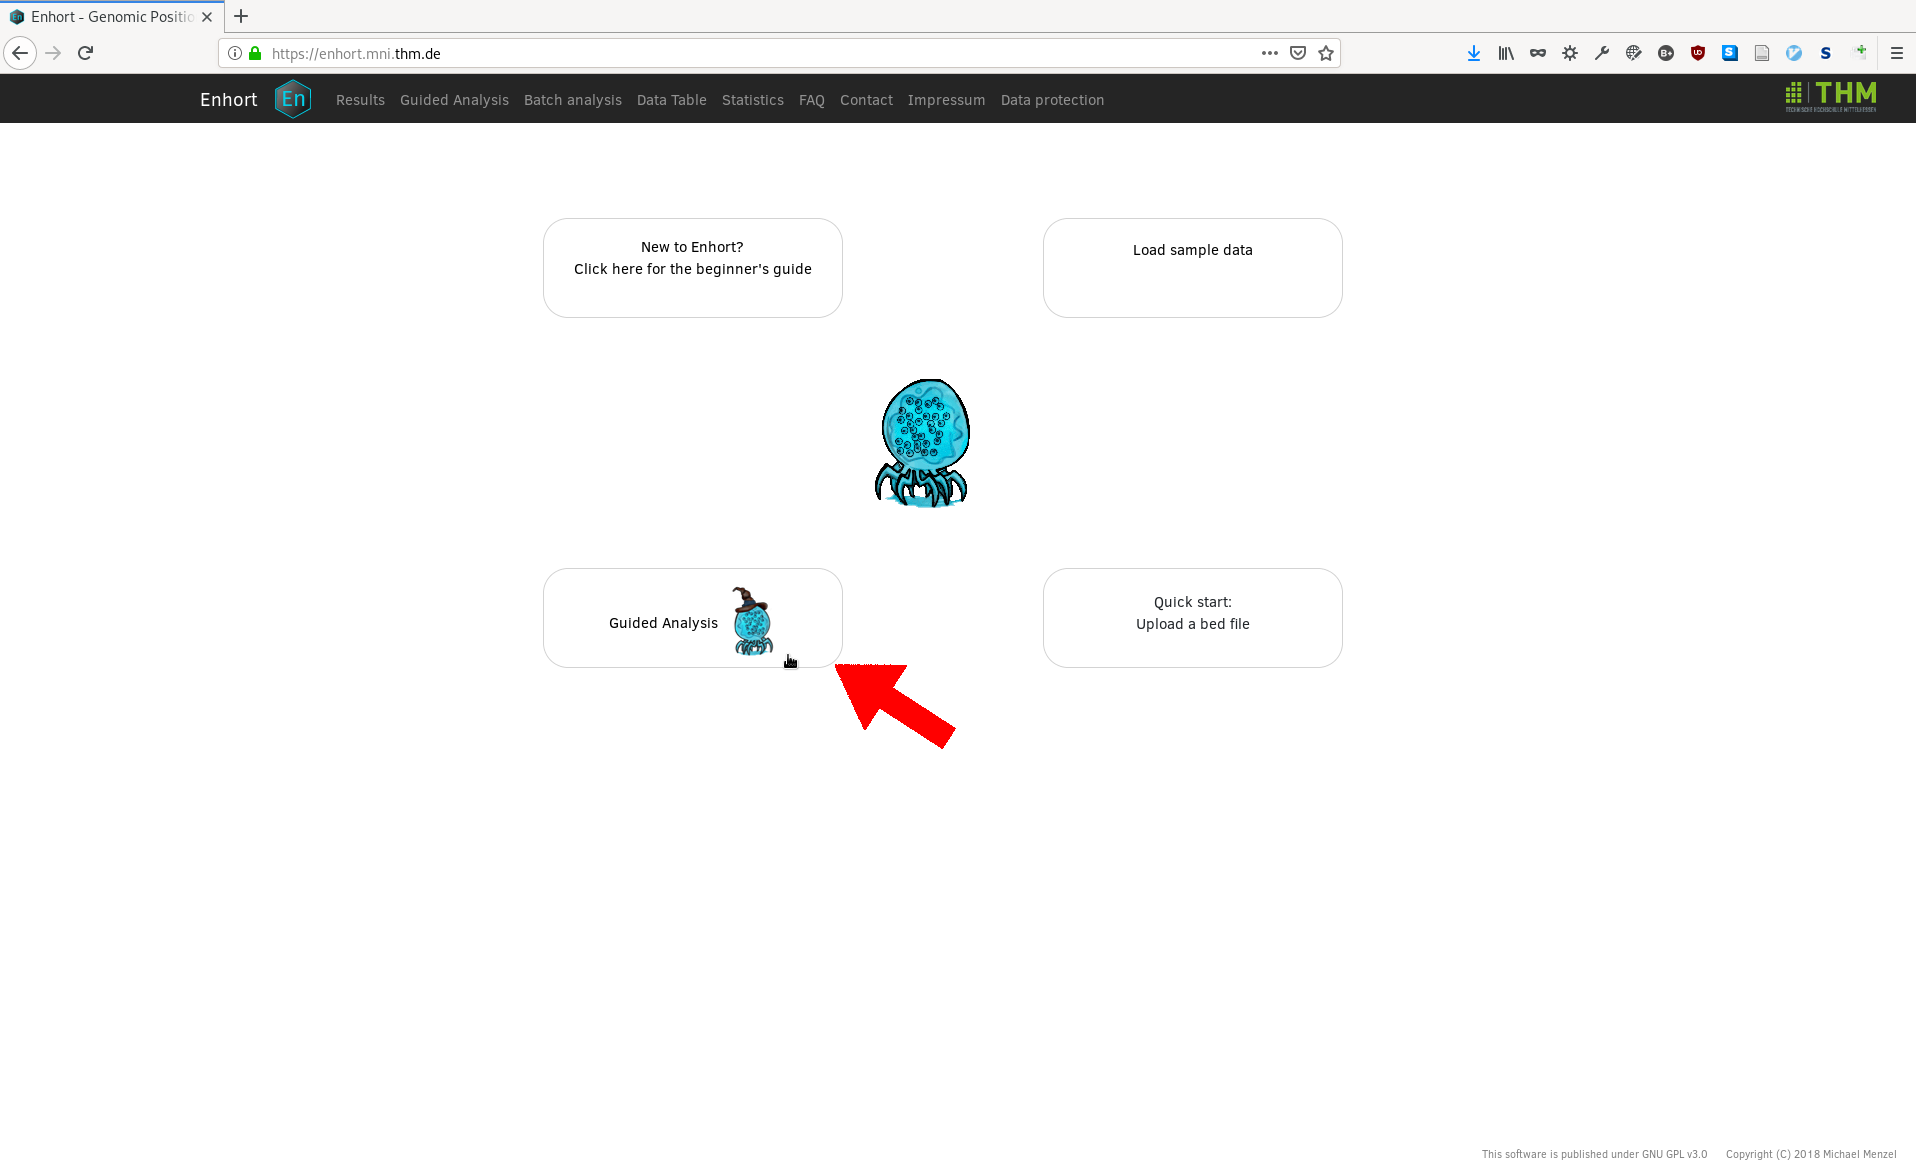 Enhort - Genomic Positio
https://enhort.mni.thm.de
Enhort En Results Guided Analysis Batch analysis Data Table Statistics FAQ Contact Impressum Data protection THM
New to Enhort?
Click here for the beginner's guide
Load sample data
Guided Analysis
Quick start:
Upload a bed file
This software is published under GNU GPL v3.0 Copyright (C) 2018 Michael Menzel